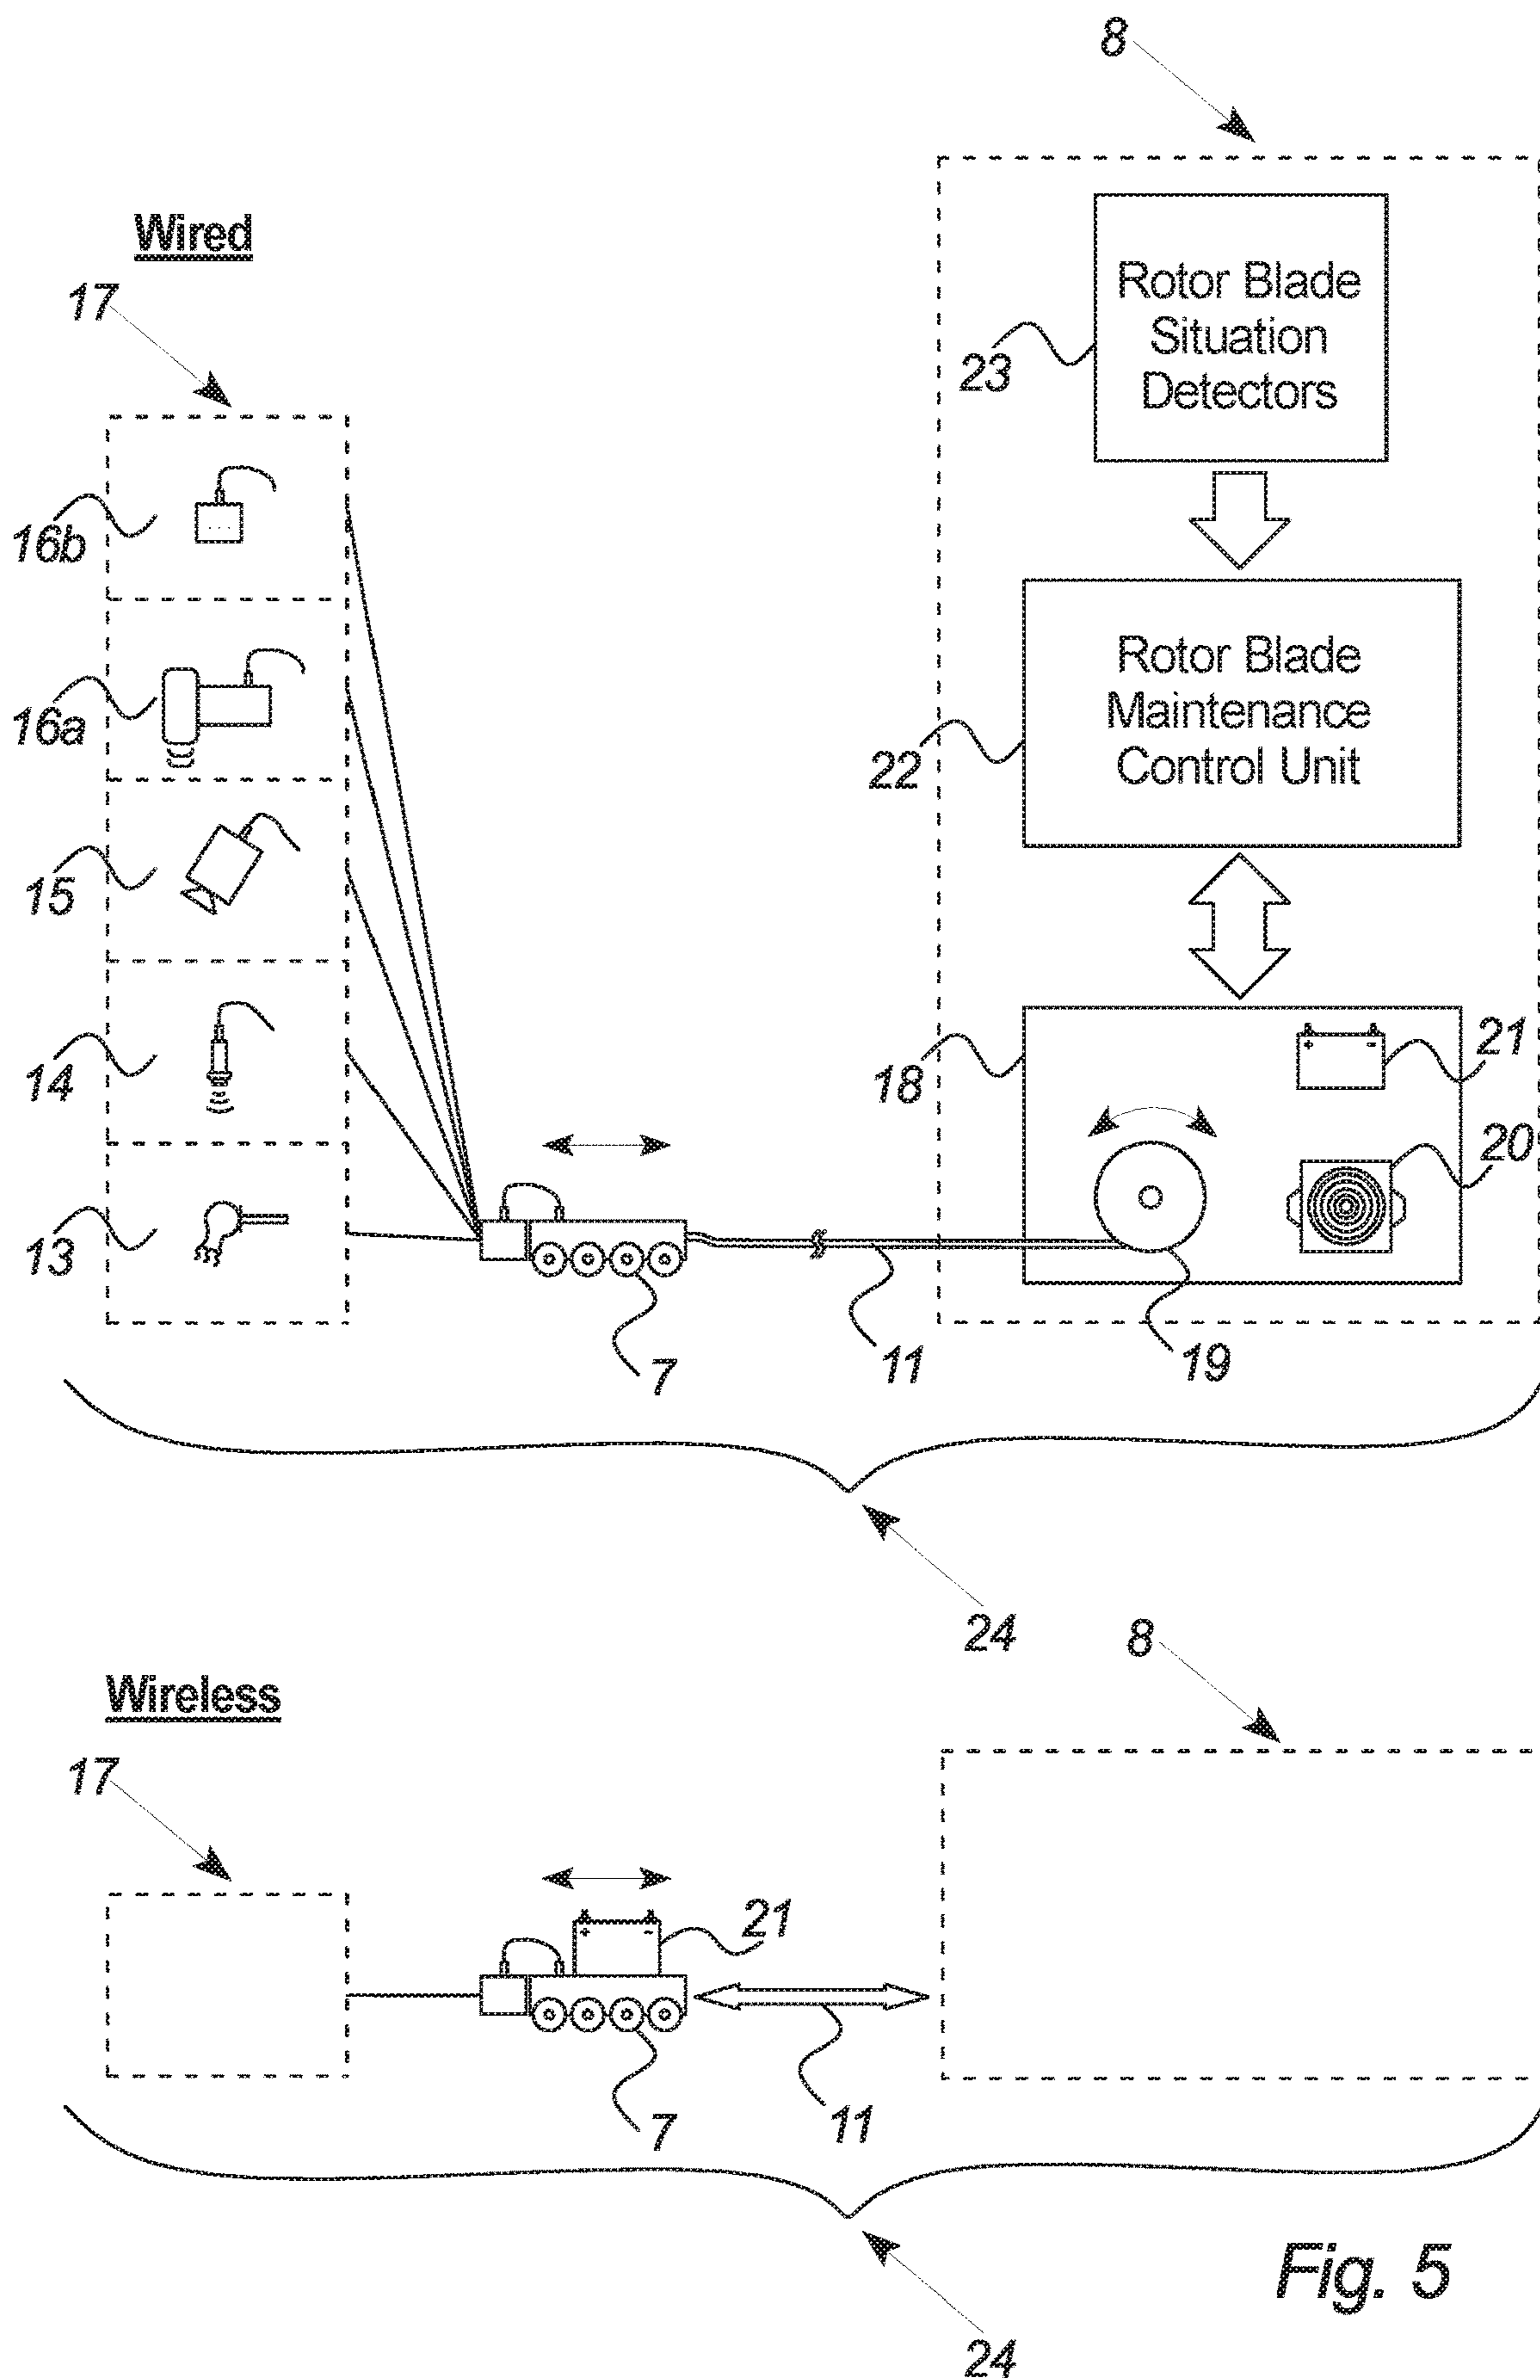 8
Wired
17
Rotor Blade
Situation
Detectors
23
16b
16a
Rotor Blade
Maintenance
Control Unit
22
15
+ -
21
14
18
20
13
7
11
19
24
8
Wireless
17
+ -
21
7
11
Fig. 5
24